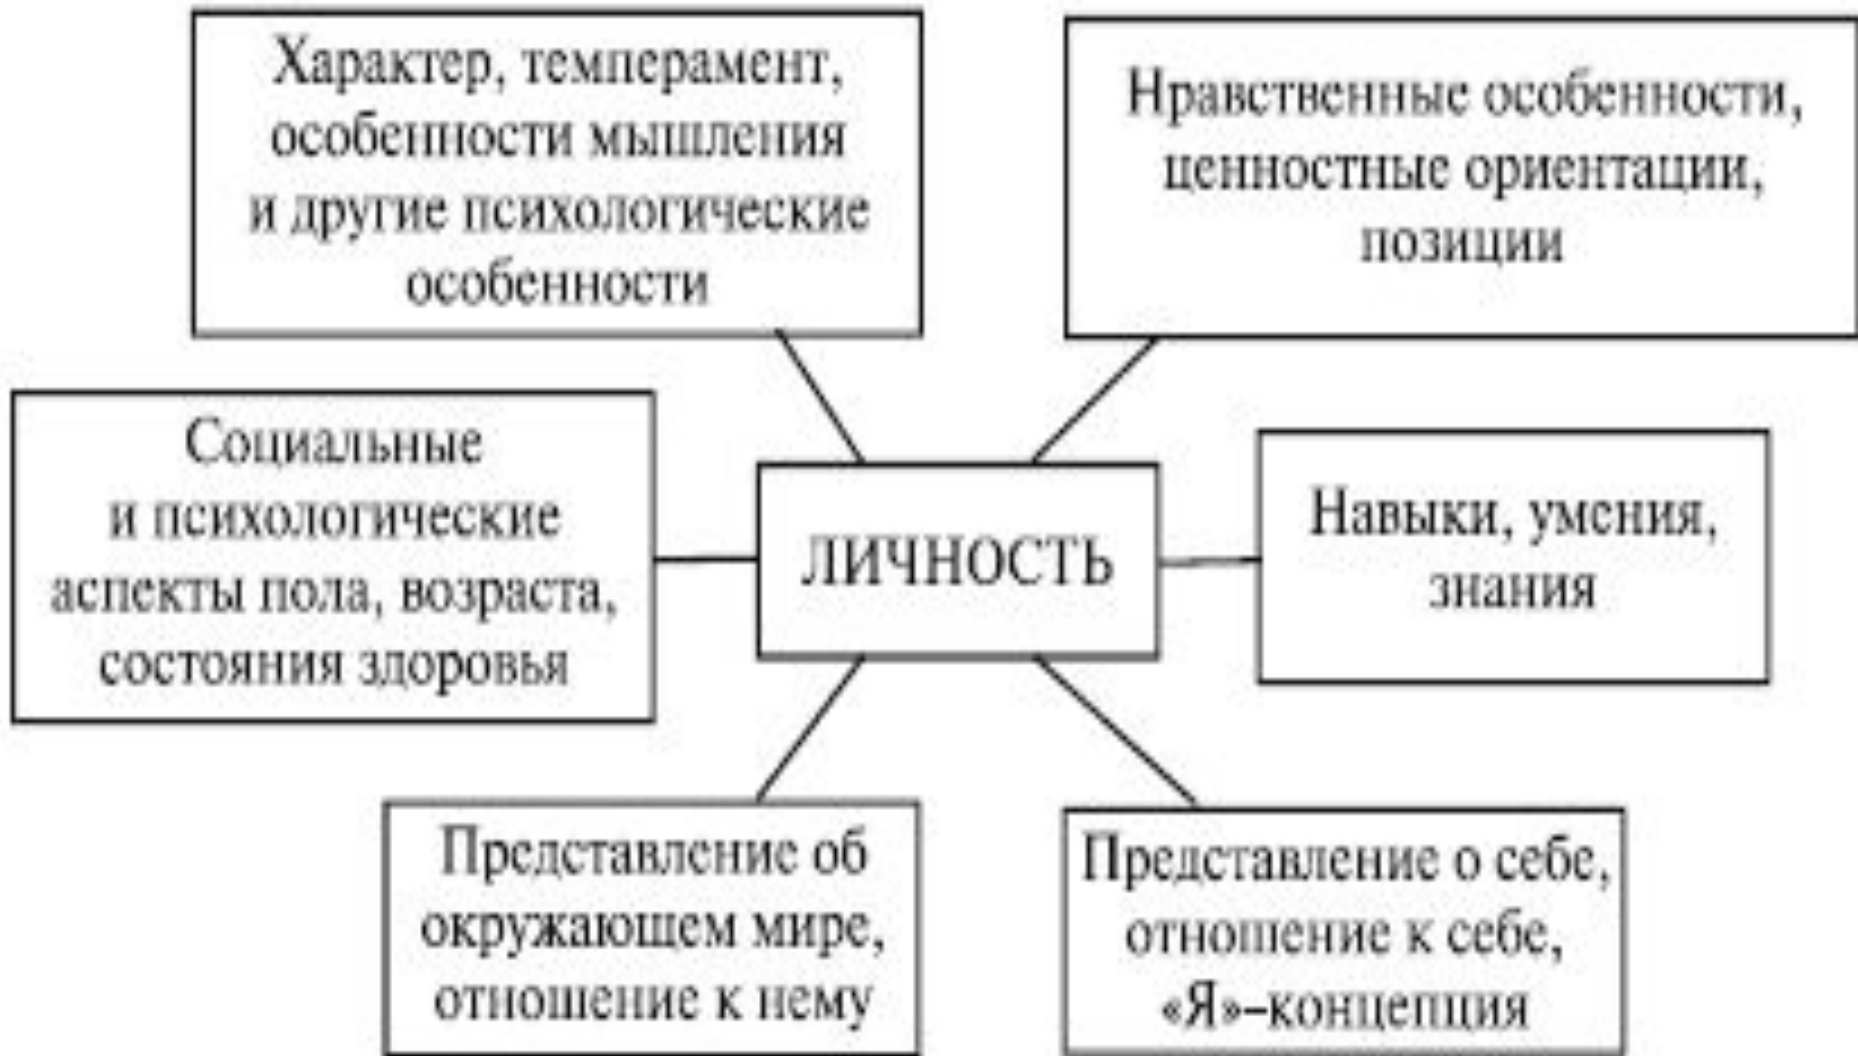 Характер, темперамент,
особенности мышления
и другие психологические
особенности
Нравственные особенности,
ценностные ориентации,
позиции
Социальные
и психологические
аспекты пола, возраста,
состояния здоровья
ЛИЧНОСТЬ
Навыки, умения,
знания
Представление об
окружающем мире,
отношение к нему
Представление о себе,
отношение к себе,
«Я»–концепция